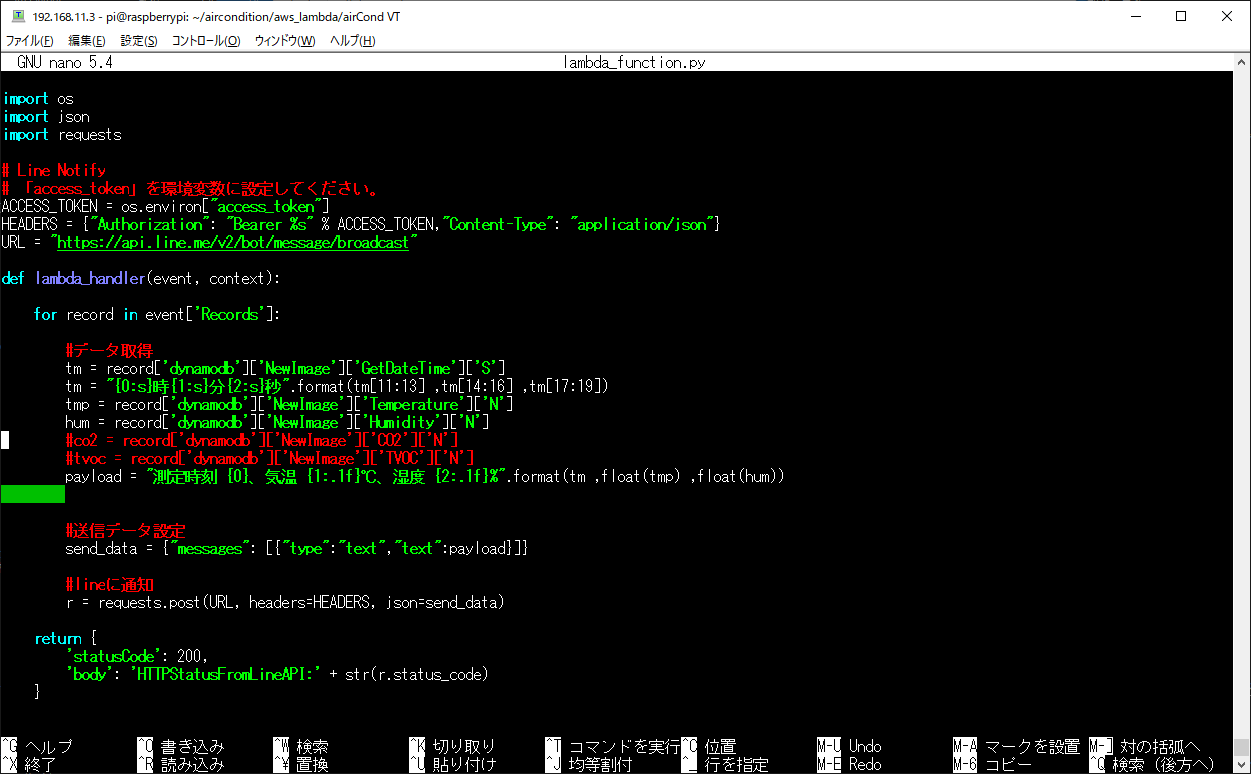 192.168.11.3 - pi@raspberrypi: ~/aircondition/aws_lambda/airCond VT
ファイル(F) 編集(E) 設定(S) コントロール(O) ウィンドウ(W) ヘルプ(H)
GNU nano 5.4 lambda_function.py
import os
import json
import requests
# Line Notify
# 「access_token」を環境変数に設定してください。
ACCESS_TOKEN = os.environ["access_token"]
HEADERS = {"Authorization": "Bearer %s" % ACCESS_TOKEN,"Content-Type": "application/json"}
URL = "https://api.line.me/v2/bot/message/broadcast"
def lambda_handler(event, context):
    for record in event['Records']:
        #データ取得
        tm = record['dynamodb']['NewImage']['GetDateTime']['S']
        tm = "{0:s}時{1:s}分{2:s}秒".format(tm[11:13] ,tm[14:16] ,tm[17:19])
        tmp = record['dynamodb']['NewImage']['Temperature']['N']
        hum = record['dynamodb']['NewImage']['Humidity']['N']
        #co2 = record['dynamodb']['NewImage']['CO2']['N']
        #tvoc = record['dynamodb']['NewImage']['TVOC']['N']
        payload = "測定時刻 {0}、気温 {1:.1f}℃、湿度 {2:.1f}%".format(tm ,float(tmp) ,float(hum))
        #送信データ設定
        send_data = {"messages": [{"type":"text","text":payload}]}
        #lineに通知
        r = requests.post(URL, headers=HEADERS, json=send_data)
    return {
        'statusCode': 200,
        'body': 'HTTPStatusFromLineAPI:' + str(r.status_code)
    }
^G ヘルプ ^O 書き込み ^W 検索 ^K 切り取り ^T コマンドを実行 ^C 位置 M-U Undo M-A マークを設置 M-] 対の括弧へ
^X 終了 ^R 読み込み ^¥ 置換 ^U 貼り付け ^J 均等割付 ^_ 行を指定 M-E Redo M-6 コピー ^Q 検索（後方へ）